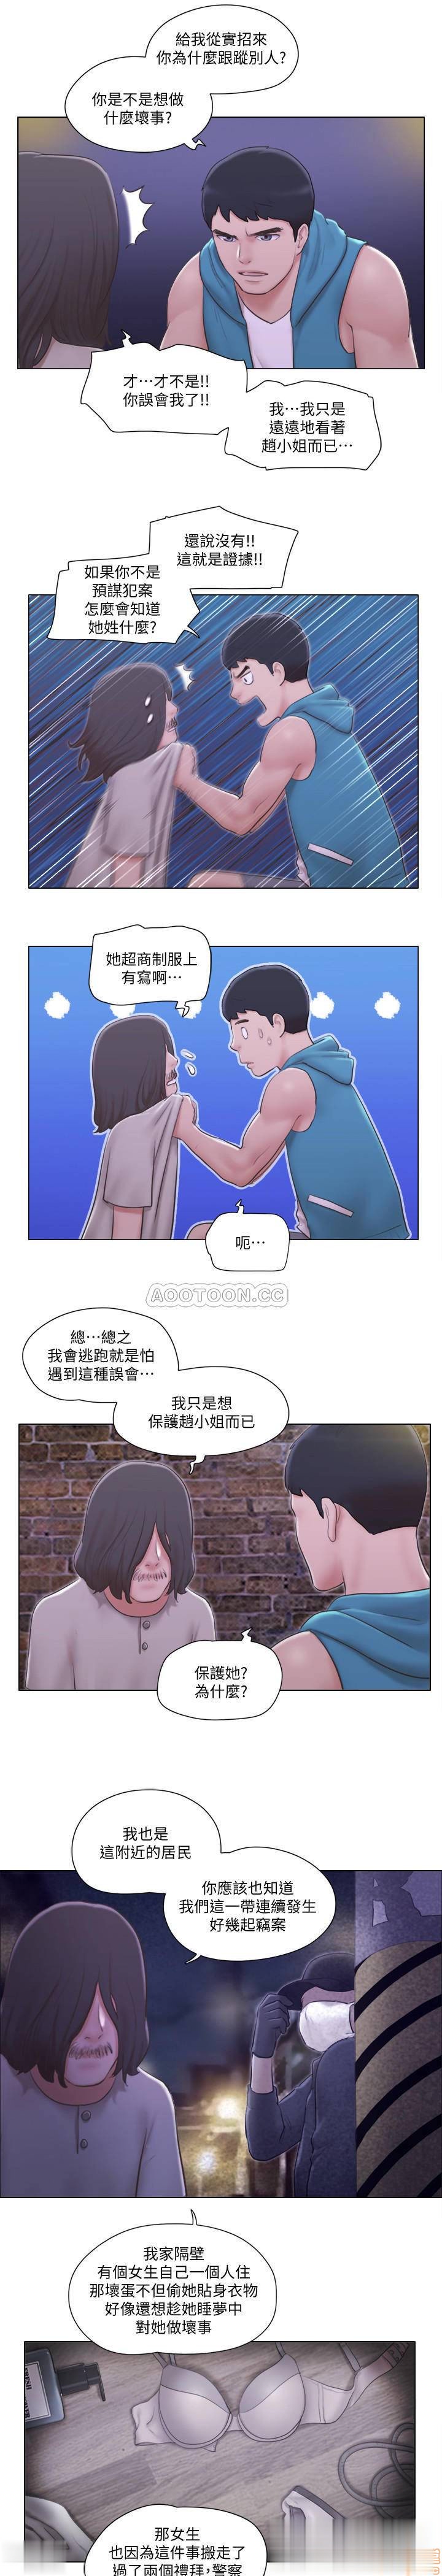 給我從實招來
你為什麼跟蹤別人?
你是不是想做
什麼壞事?
才…才不是!!
你誤會我了!!
我…我只是
遠遠地看著
趙小姐而已…
還說沒有!!
這就是證據!!
如果你不是
預謀犯案
怎麼會知道
她姓什麼?
她超商制服上
有寫啊…
呃…
AOOTOON.CC
總…總之
我會逃跑就是怕
遇到這種誤會…
我只是想
保護趙小姐而已
保護她?
為什麼?
我也是
這附近的居民
你應該也知道
我們這一帶連續發生
好幾起竊案
我家隔壁
有個女生自己一個人住
那壞蛋不但偷她貼身衣物
好像還想趁她睡夢中
對她做壞事
那女生
也因為這件事搬走了
過了兩個禮拜，警察